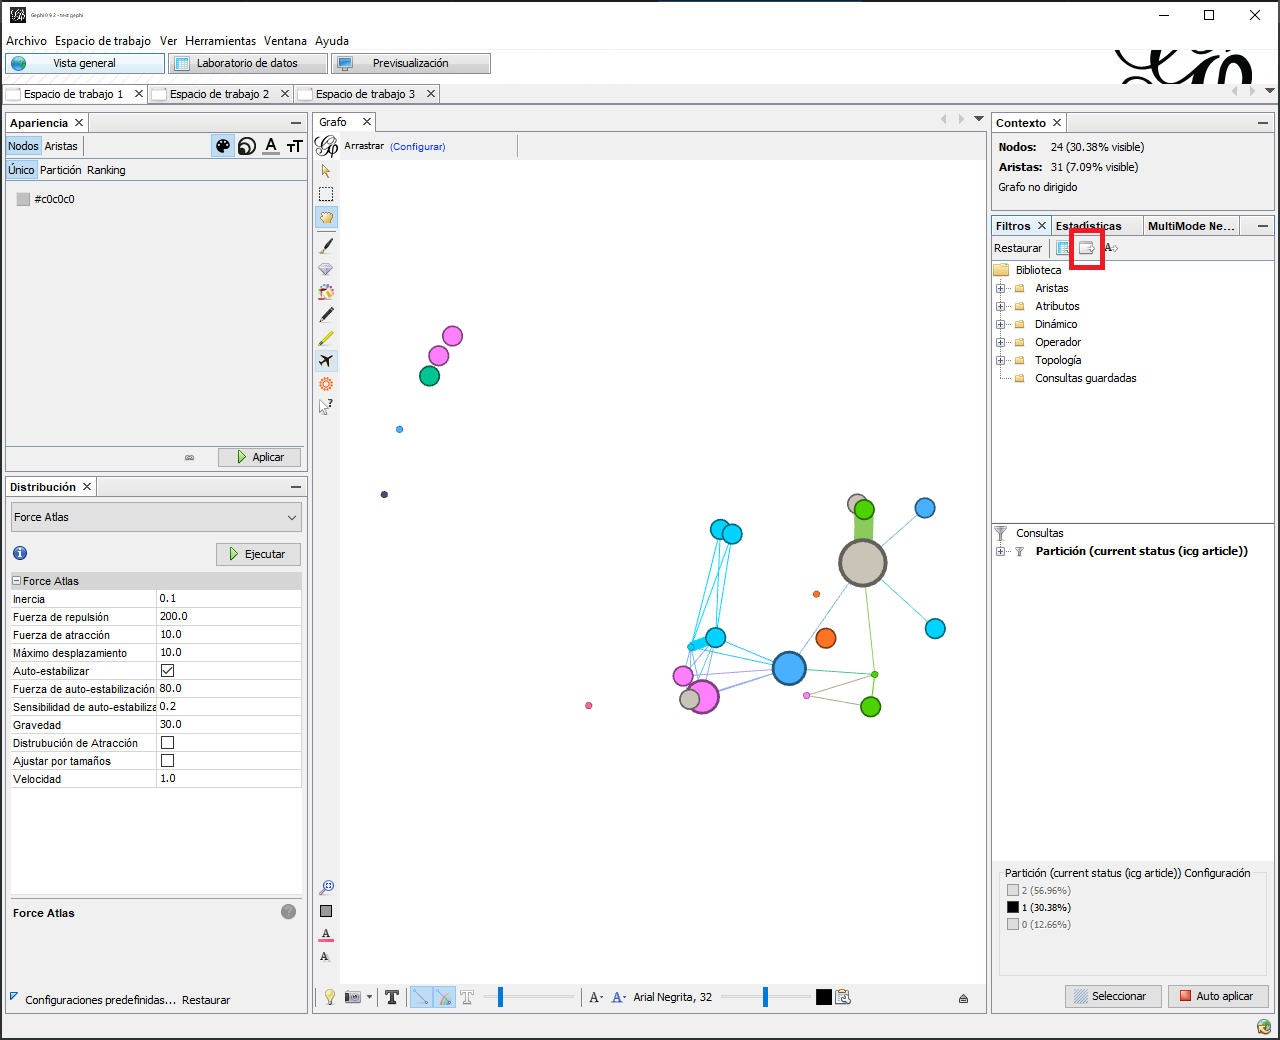 Gephi 0.9.2 - test gephi
Archivo Espacio de trabajo Ver Herramientas Ventana Ayuda
Vista general Laboratorio de datos Previsualización
Espacio de trabajo 1 Espacio de trabajo 2 Espacio de trabajo 3
Apariencia
Nodos Aristas
Único Partición Ranking
#c0c0c0
Aplicar
Distribución
Force Atlas
Ejecutar
Force Atlas
Inercia 0.1
Fuerza de repulsión 200.0
Fuerza de atracción 10.0
Máximo desplazamiento 10.0
Auto-estabilizar
Fuerza de auto-estabilización 80.0
Sensibilidad de auto-estabiliza 0.2
Gravedad 30.0
Distrubución de Atracción
Ajustar por tamaños
Velocidad 1.0
Force Atlas
Configuraciones predefinidas... Restaurar
Grafo
Arrastrar (Configurar)
Arial Negrita, 32
Contexto
Nodos: 24 (30.38% visible)
Aristas: 31 (7.09% visible)
Grafo no dirigido
Filtros Estadísticas MultiMode Ne...
Restaurar
Biblioteca
Aristas
Atributos
Dinámico
Operador
Topología
Consultas guardadas
Consultas
Partición (current status (icg article))
Partición (current status (icg article)) Configuración
2 (56.96%)
1 (30.38%)
0 (12.66%)
Seleccionar Auto aplicar